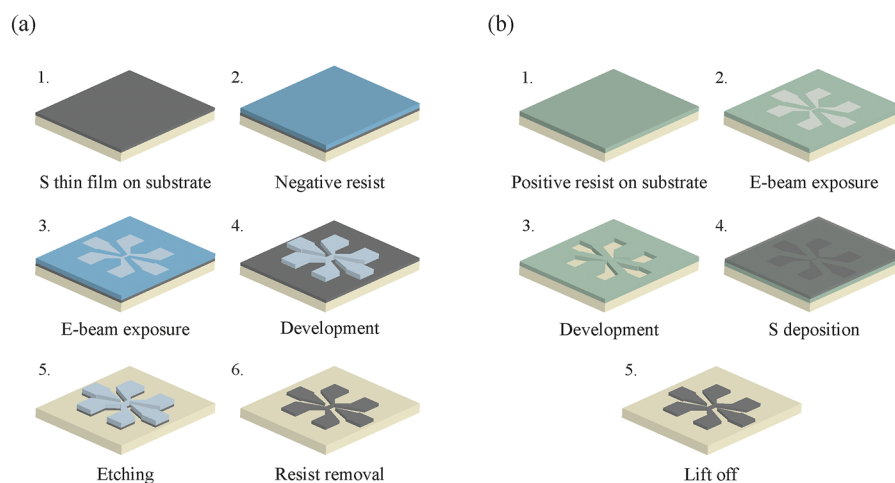 (a)
(b)
1.
2.
S thin film on substrate
Negative resist
3.
4.
E-beam exposure
Development
5.
6.
Etching
Resist removal
1.
2.
Positive resist on substrate
E-beam exposure
3.
4.
Development
S deposition
5.
Lift off